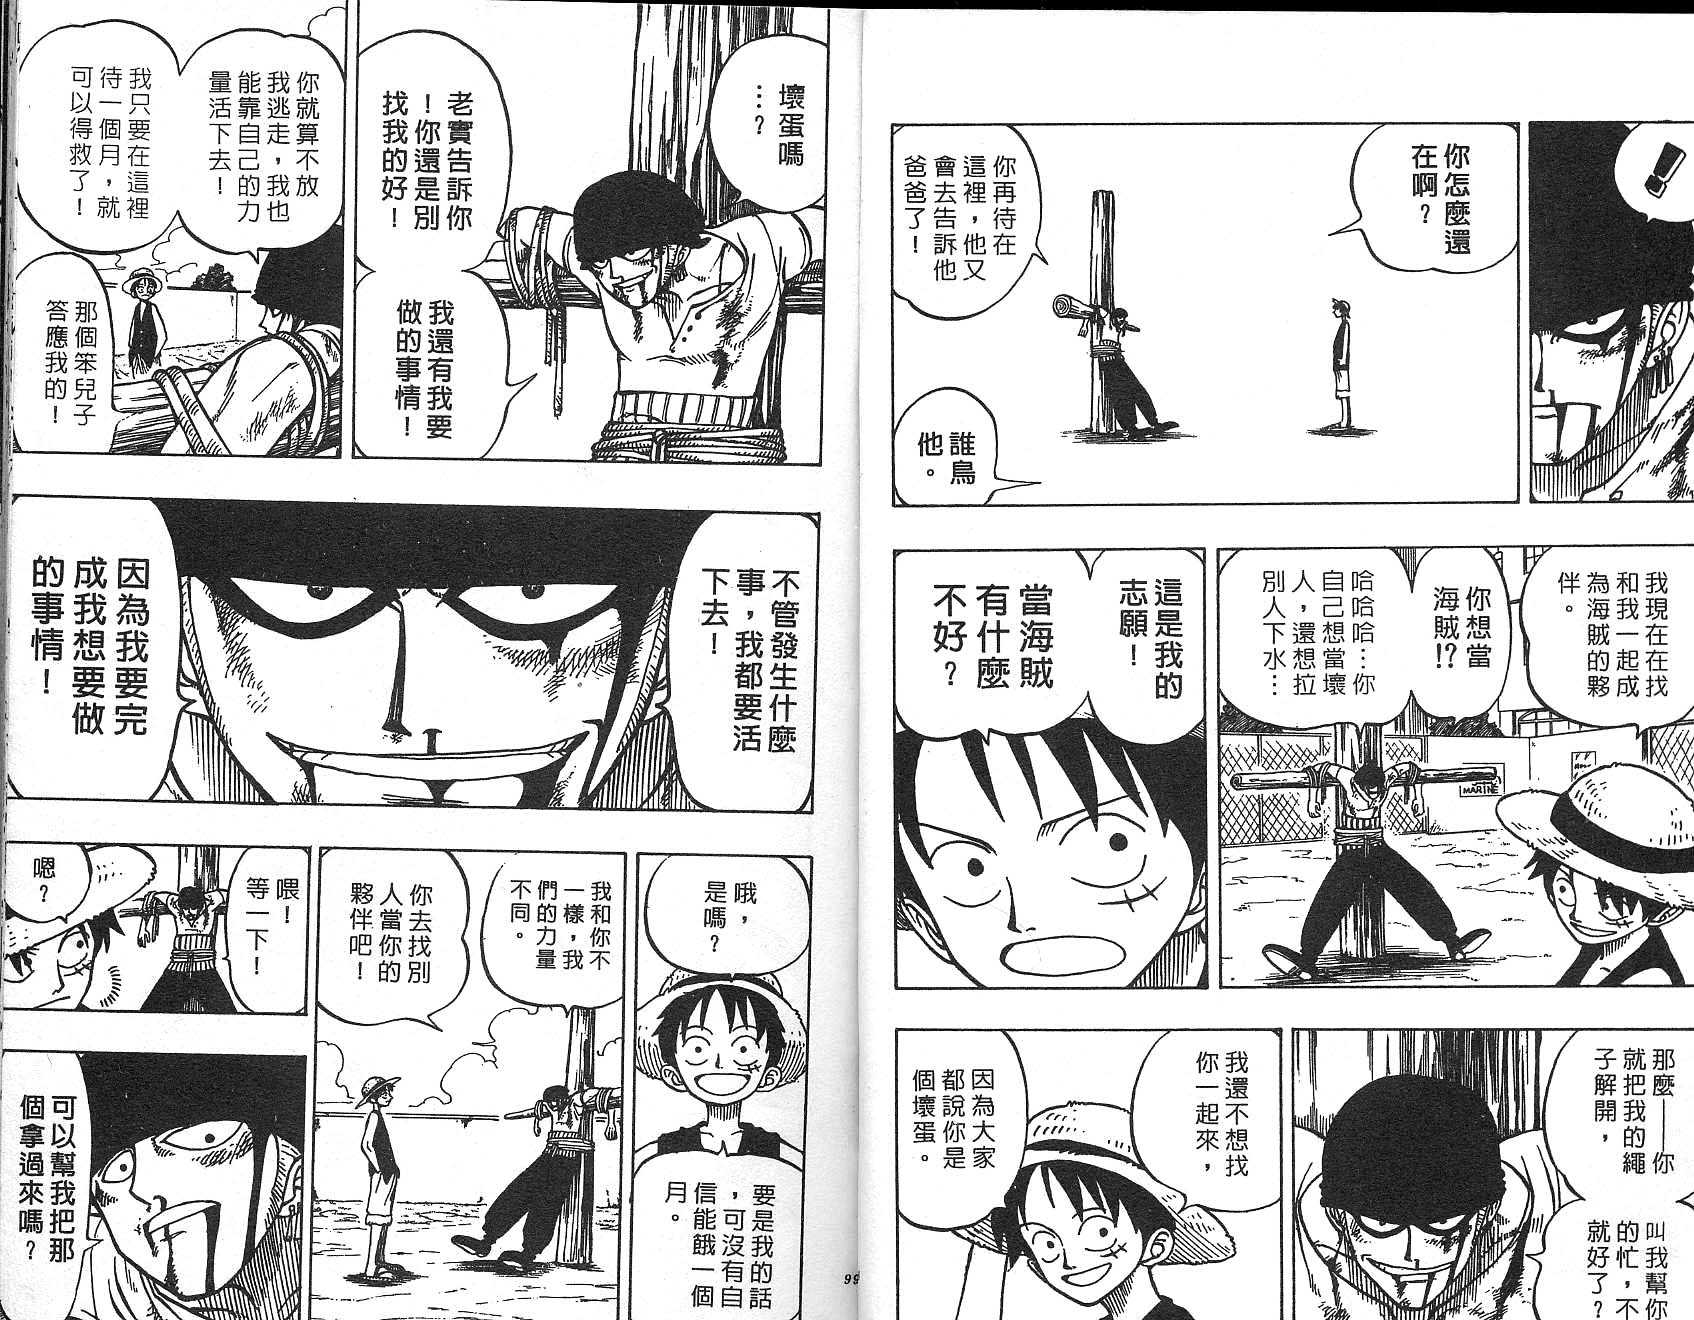 你怎麼還
在啊？
你再待在
這裡，他又
會去告訴他
爸爸了！
誰鳥
他。
我現在在找
和我一起成
為海賊的夥
伴。
你想當
海賊!?
哈哈哈…你
自己想當壞
人，還想拉
別人下水…
MARINE
這是我的
志願！
當海賊
有什麼
不好？
那麼——你
就把我的繩
子解開，
叫我幫你
的忙，不
就好了？
我還不想找
你一起來，
因為大家
都說你是
個壞蛋。
壞蛋嗎
…？
老實告訴你
！你還是別
找我的好！
我還有我要
做的事情！
你就算不放
我逃走，我也
能靠自己的力
量活下去！
我只要在這裡
待一個月，就
可以得救了！
那個笨兒子
答應我的！
不管發生什麼
事，我都要活
下去！
因為我要完
成我想要做
的事情！
哦，
是嗎？
要是我的話
，可沒有自
信能餓一個
月。
我和你不
一樣，我
們的力量
不同。
你去找別
人當你的
夥伴吧！
喂！
等一下！
嗯？
可以幫我把那
個拿過來嗎？
99